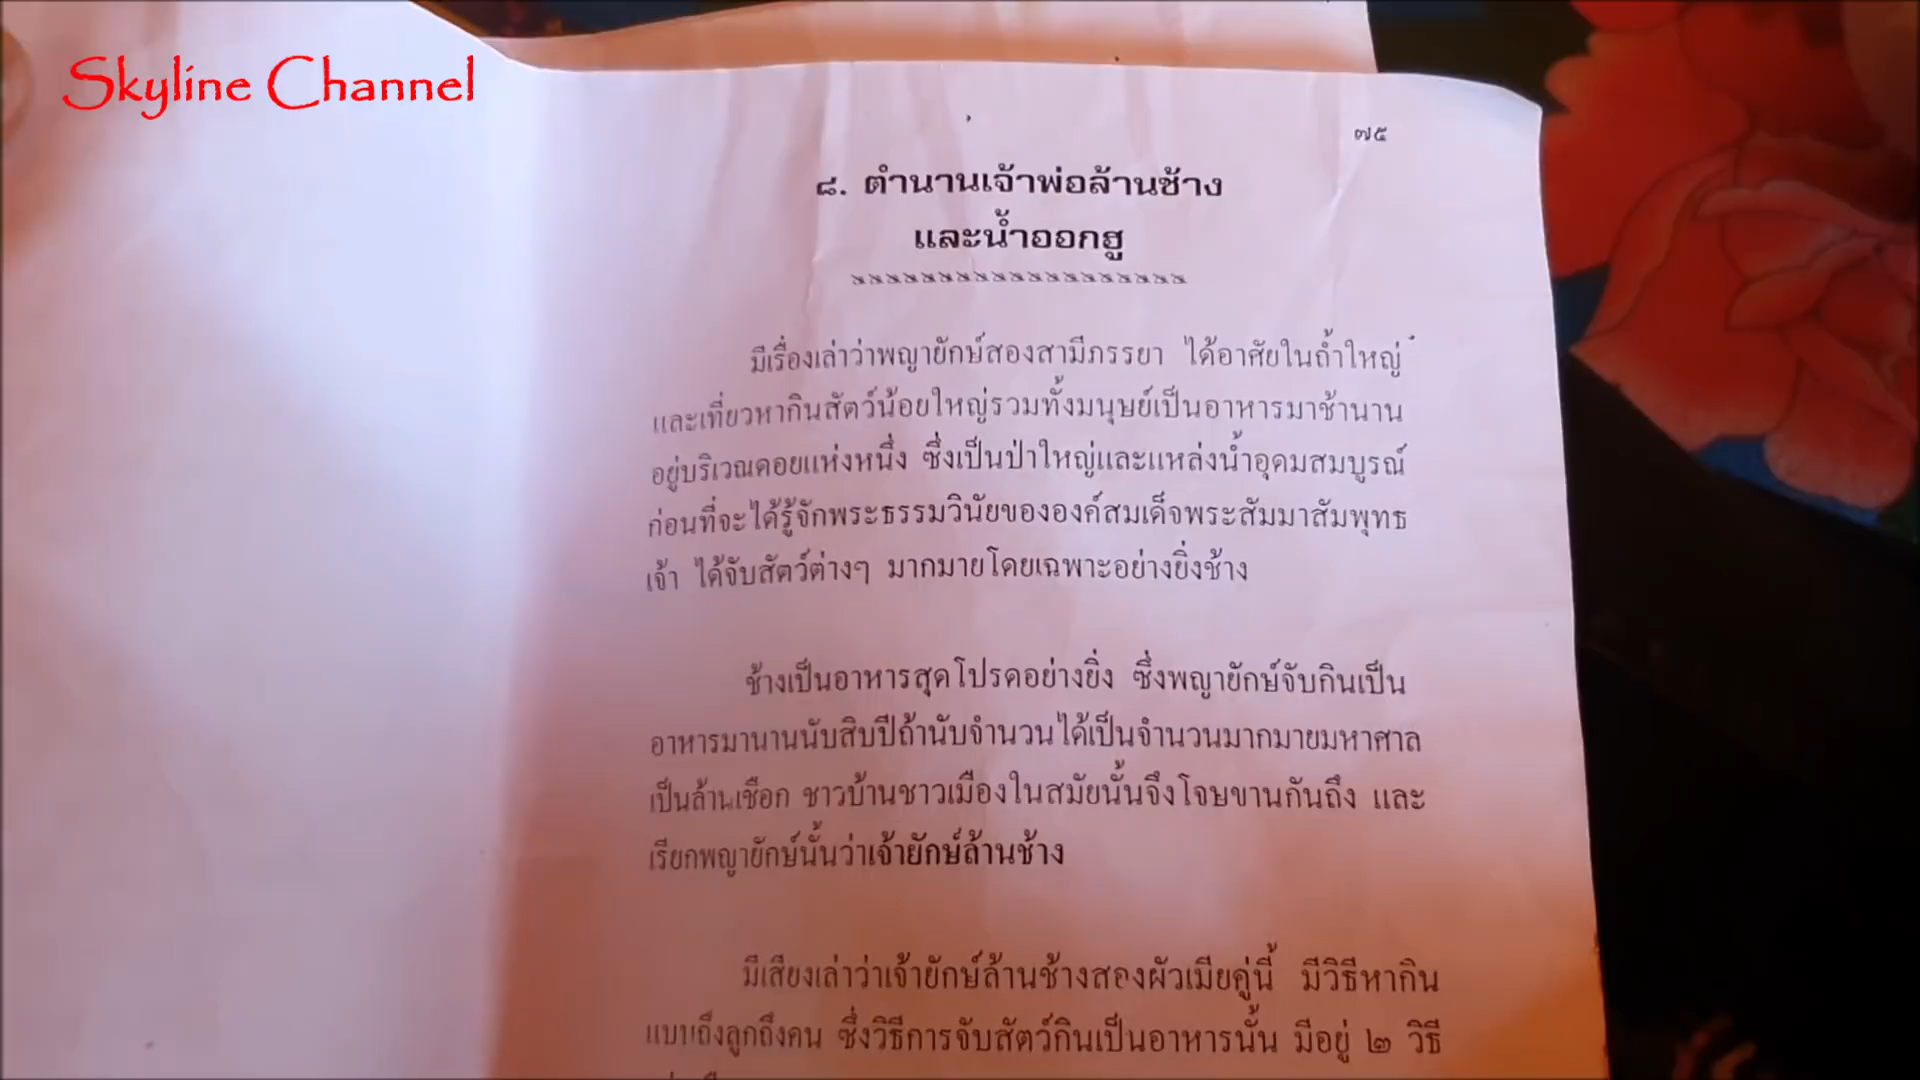 Skyline Channel
๗๕
๘. ตำนานเจ้าพ่อล้านช้าง
และน้ำออกฮู
มีเรื่องเล่าว่าพญายักษ์สองสามีภรรยา ได้อาศัยในถ้ำใหญ่
และเที่ยวหากินสัตว์น้อยใหญ่รวมทั้งมนุษย์เป็นอาหารมาช้านาน
อยู่บริเวณดอยแห่งหนึ่ง ซึ่งเป็นป่าใหญ่และแหล่งน้ำอุดมสมบูรณ์
ก่อนที่จะได้รู้จักพระธรรมวินัยขององค์สมเด็จพระสัมมาสัมพุทธ
เจ้า ได้จับสัตว์ต่างๆ มากมายโดยเฉพาะอย่างยิ่งช้าง
ช้างเป็นอาหารสุดโปรดอย่างยิ่ง ซึ่งพญายักษ์จับกินเป็น
อาหารมานานนับสิบปีถ้านับจำนวนได้เป็นจำนวนมากมายมหาศาล
เป็นล้านเชือก ชาวบ้านชาวเมืองในสมัยนั้นจึงโจษขานกันถึง และ
เรียกพญายักษ์นั้นว่าเจ้ายักษ์ล้านช้าง
มีเสียงเล่าว่าเจ้ายักษ์ล้านช้างสองผัวเมียคู่นี้ มีวิธีหากิน
แบบถึงลูกถึงคน ซึ่งวิธีการจับสัตว์กินเป็นอาหารนั้น มีอยู่ ๒ วิธี